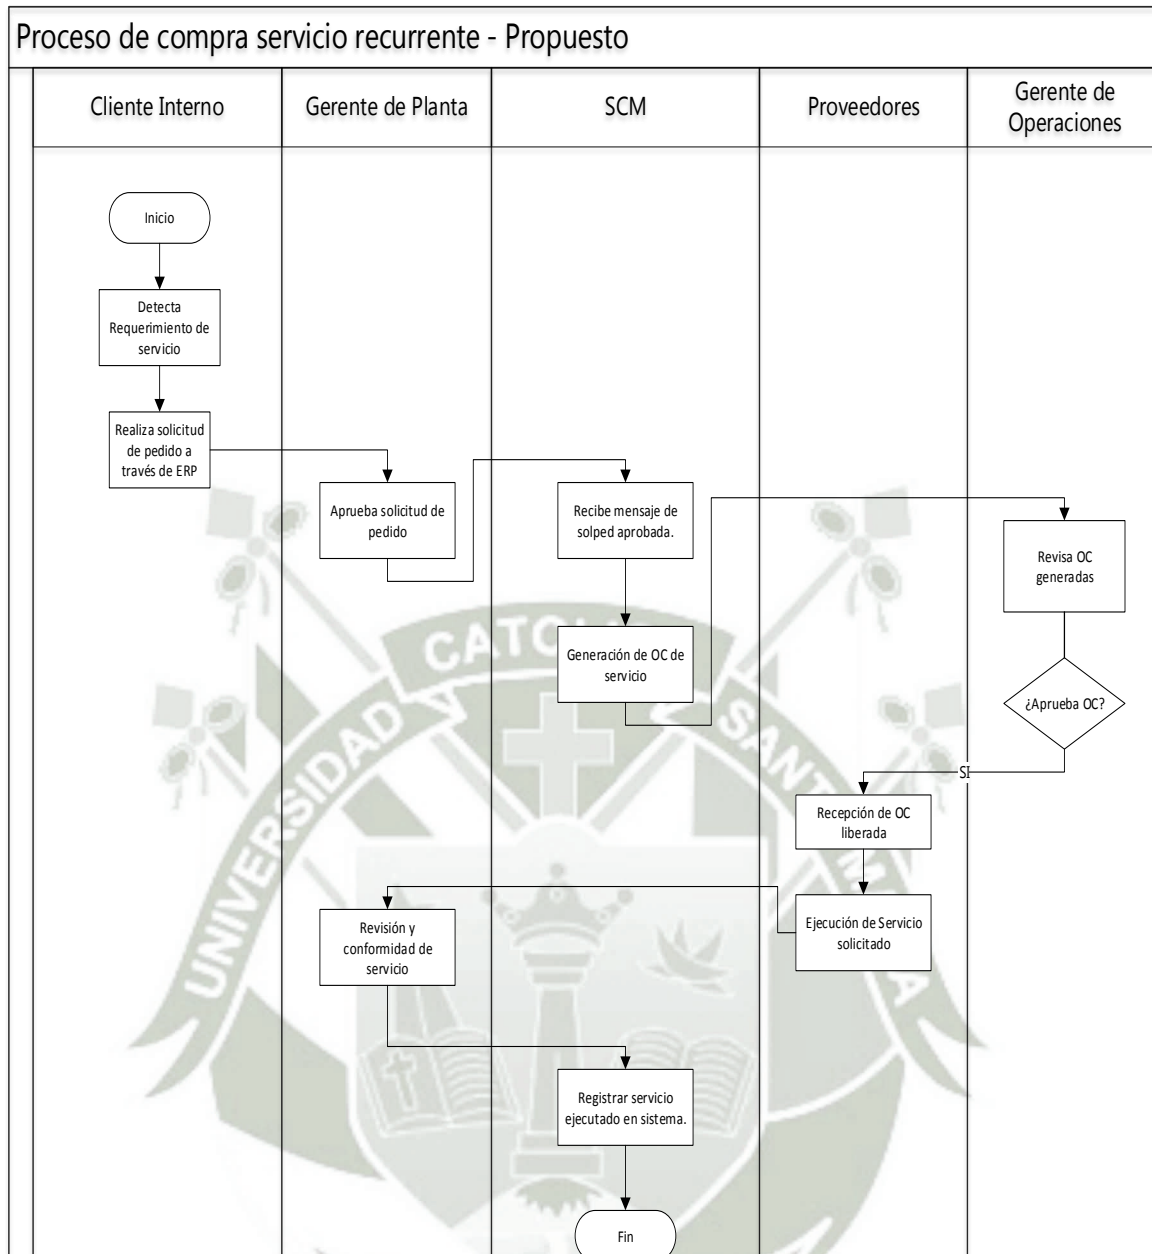 Proceso de compra servicio recurrente - Propuesto
Cliente Interno
Gerente de Planta
SCM
Proveedores
Gerente de
Operaciones
Inicio
Detecta
Requerimiento de
servicio
Realiza solicitud
de pedido a
través de ERP
Aprueba solicitud de
pedido
Recibe mensaje de
solped aprobada.
Revisa OC
generadas
Generación de OC de
servicio
¿Aprueba OC?
SI
Recepción de OC
liberada
Ejecución de Servicio
solicitado
Revisión y
conformidad de
servicio
Registrar servicio
ejecutado en sistema.
Fin
UNIVERSIDAD